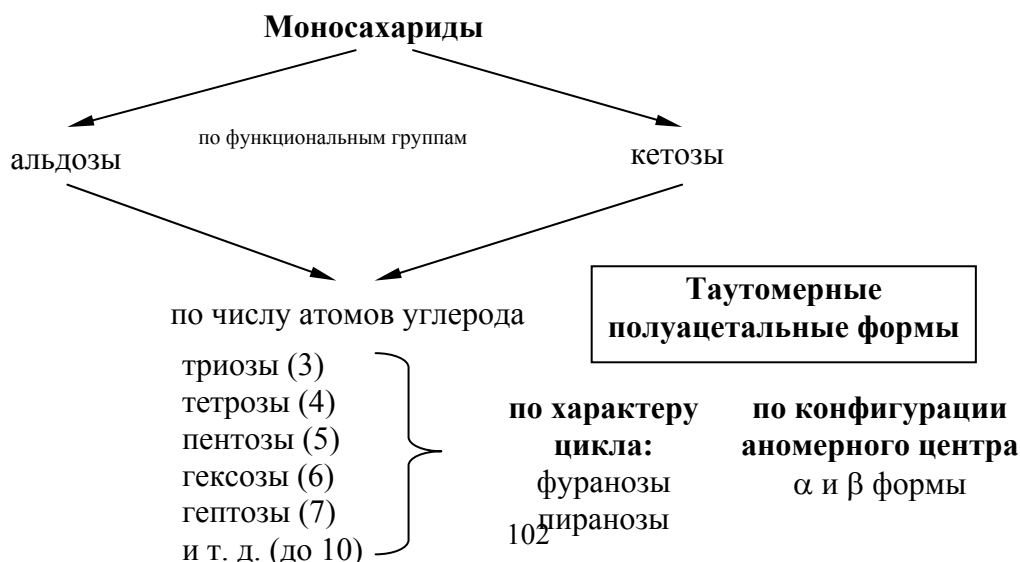 Моносахариды
по функциональным группам
альдозы
кетозы
по числу атомов углерода
триозы (3)
тетрозы (4)
пентозы (5)
гексозы (6)
гептозы (7)
и т. д. (до 10)
Таутомерные
полуацетальные формы
по характеру
цикла:
фуранозы
пиранозы
по конфигурации
аномерного центра
α и β формы
102